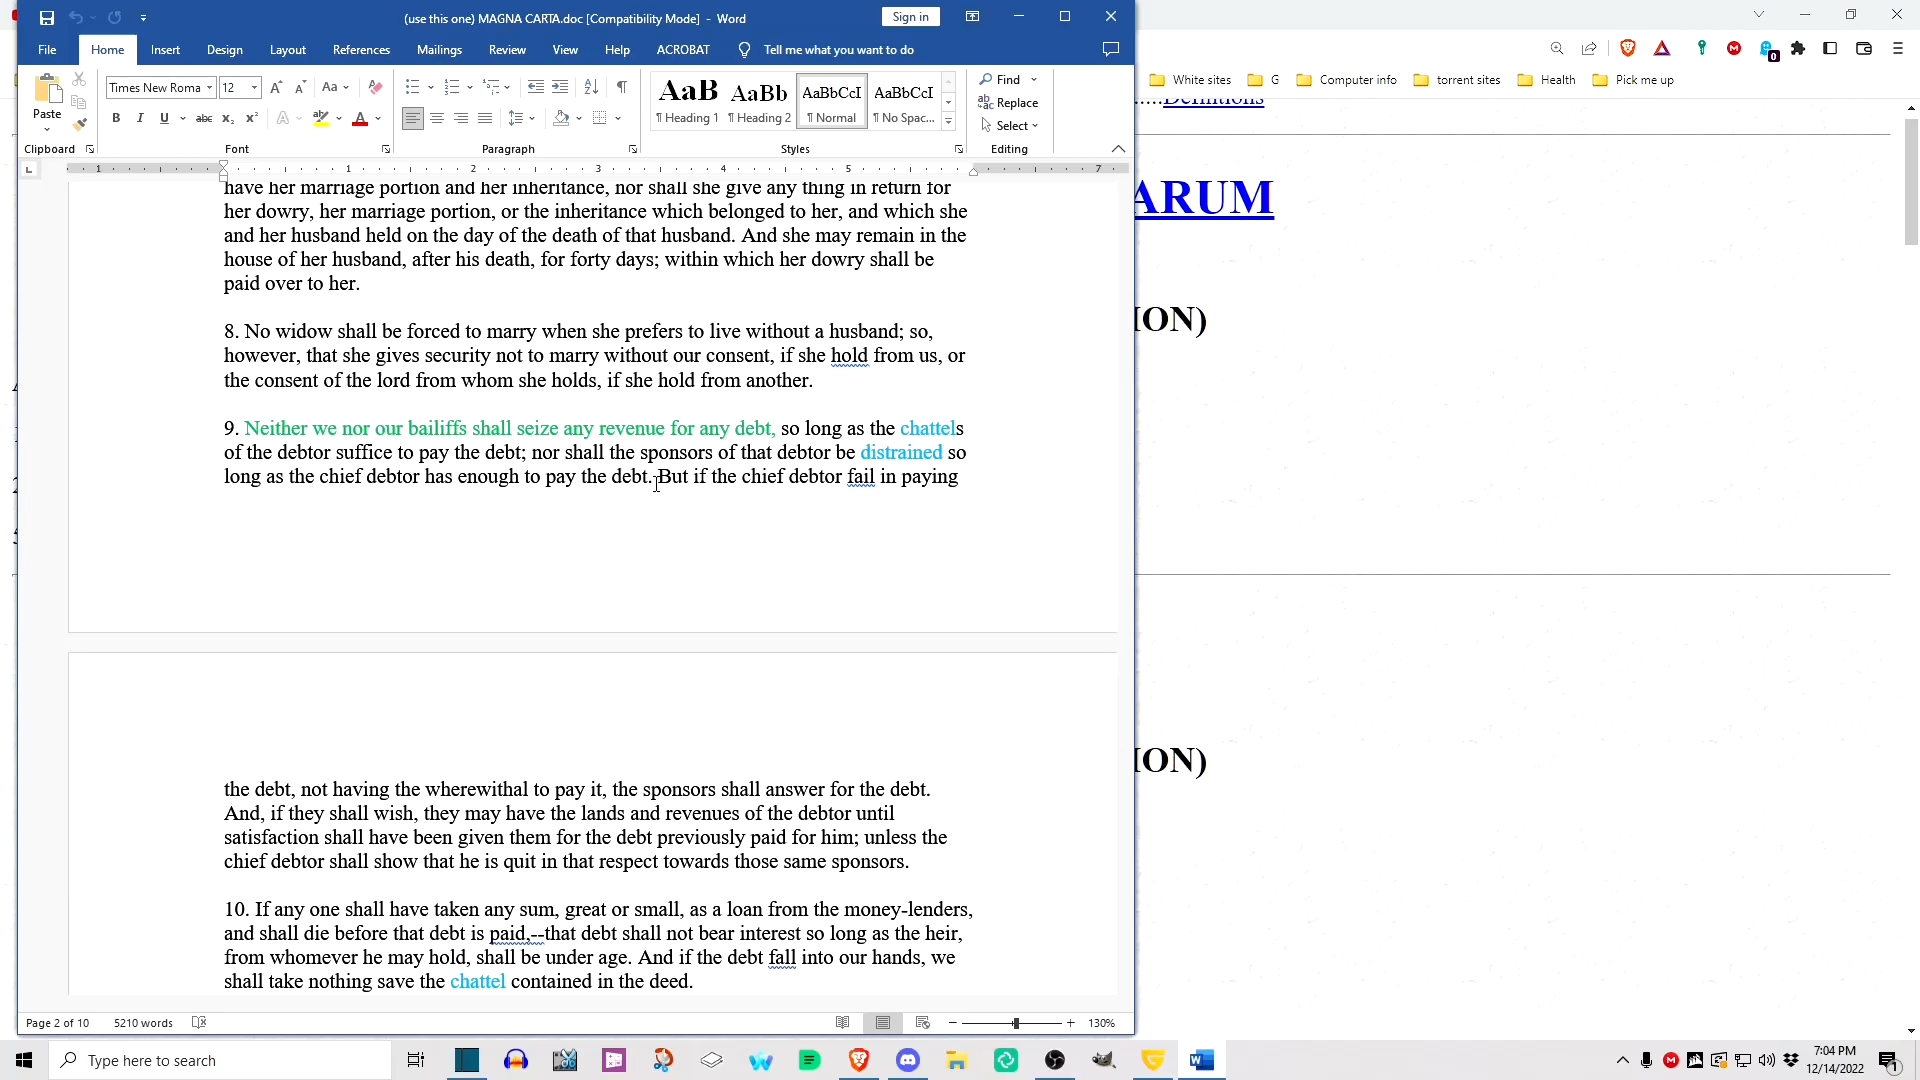 (use this one) MAGNA CARTA.doc [Compatibility Mode] - Word
Sign in
File Home Insert Design Layout References Mailings Review View Help ACROBAT Tell me what you want to do
Paste
Times New Roma 12
Aa
B I U abc x₂ x²
AaB AaBb AaBbCcI AaBbCcI
¶ Heading 1 ¶ Heading 2 ¶ Normal ¶ No Spac...
Find
Replace
Select
Clipboard Font Paragraph Styles Editing
1 1 2 3 4 5 7
have her marriage portion and her inheritance, nor shall she give any thing in return for
her dowry, her marriage portion, or the inheritance which belonged to her, and which she
and her husband held on the day of the death of that husband. And she may remain in the
house of her husband, after his death, for forty days; within which her dowry shall be
paid over to her.
8. No widow shall be forced to marry when she prefers to live without a husband; so,
however, that she gives security not to marry without our consent, if she hold from us, or
the consent of the lord from whom she holds, if she hold from another.
9. Neither we nor our bailiffs shall seize any revenue for any debt, so long as the chattels
of the debtor suffice to pay the debt; nor shall the sponsors of that debtor be distrained so
long as the chief debtor has enough to pay the debt. But if the chief debtor fail in paying
the debt, not having the wherewithal to pay it, the sponsors shall answer for the debt.
And, if they shall wish, they may have the lands and revenues of the debtor until
satisfaction shall have been given them for the debt previously paid for him; unless the
chief debtor shall show that he is quit in that respect towards those same sponsors.
10. If any one shall have taken any sum, great or small, as a loan from the money-lenders,
and shall die before that debt is paid,--that debt shall not bear interest so long as the heir,
from whomever he may hold, shall be under age. And if the debt fall into our hands, we
shall take nothing save the chattel contained in the deed.
Page 2 of 10 5210 words 130%
White sites G Computer info torrent sites Health Pick me up
0
.....Definitions
ARUM
ION)
ION)
Type here to search
7:04 PM
12/14/2022
1